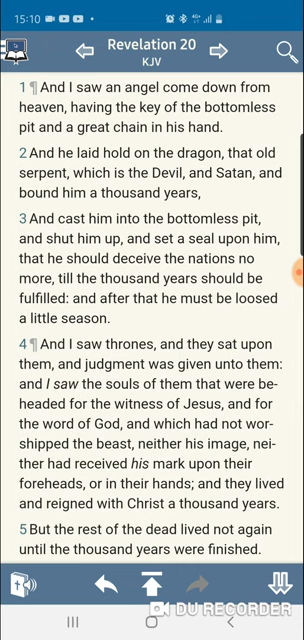 15:10
Revelation 20
KJV
1 ¶ And I saw an angel come down from
heaven, having the key of the bottomless
pit and a great chain in his hand.
2 And he laid hold on the dragon, that old
serpent, which is the Devil, and Satan, and
bound him a thousand years,
3 And cast him into the bottomless pit,
and shut him up, and set a seal upon him,
that he should deceive the nations no
more, till the thousand years should be
fulfilled: and after that he must be loosed
a little season.
4 ¶ And I saw thrones, and they sat upon
them, and judgment was given unto them:
and I saw the souls of them that were be-
headed for the witness of Jesus, and for
the word of God, and which had not wor-
shipped the beast, neither his image, nei-
ther had received his mark upon their
foreheads, or in their hands; and they lived
and reigned with Christ a thousand years.
5 But the rest of the dead lived not again
until the thousand years were finished.
DU RECORDER